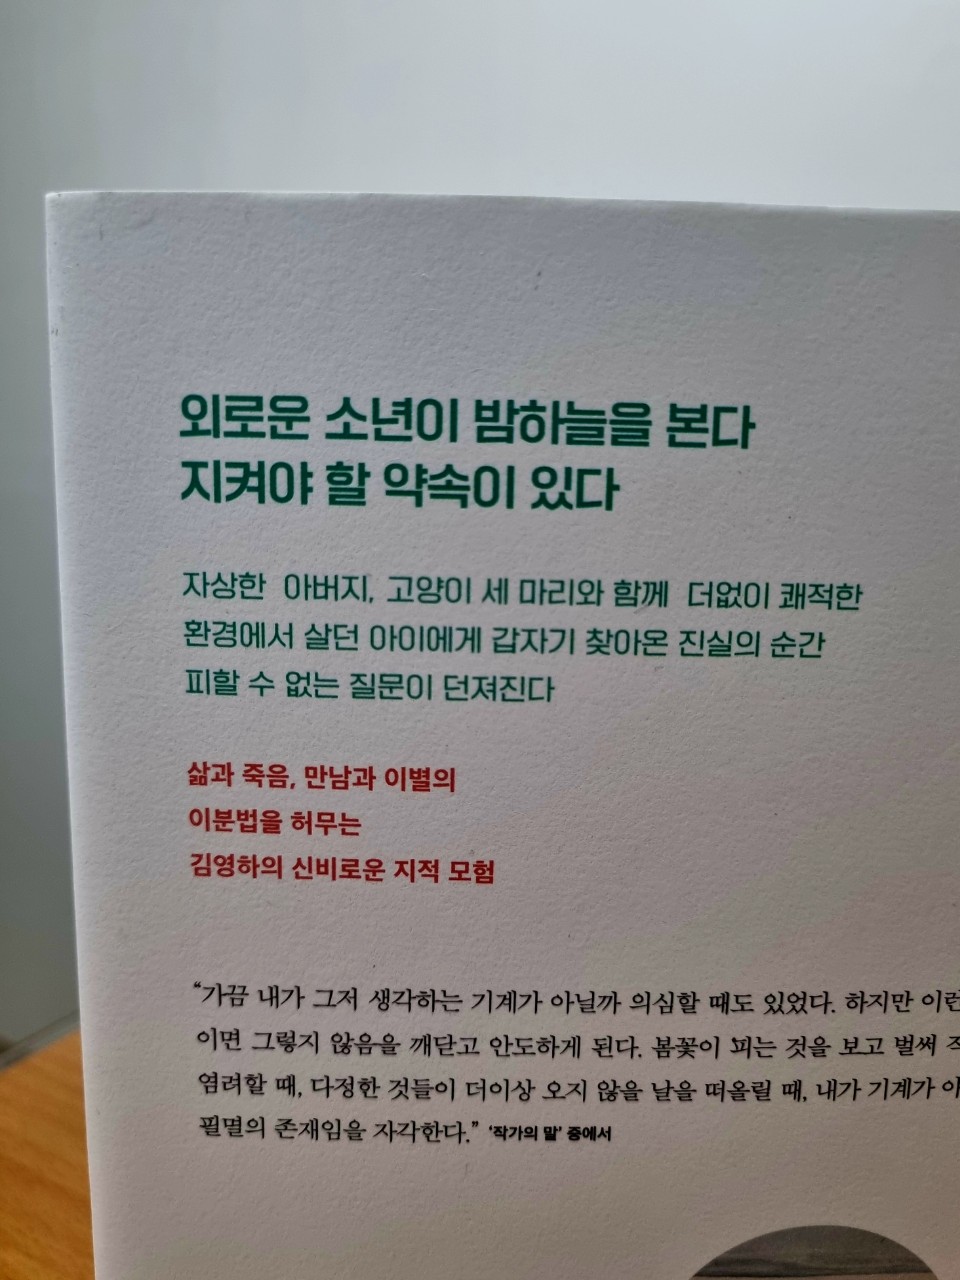 외로운 소년이 밤하늘을 본다
지켜야 할 약속이 있다
자상한 아버지, 고양이 세 마리와 함께 더없이 쾌적한
환경에서 살던 아이에게 갑자기 찾아온 진실의 순간
피할 수 없는 질문이 던져진다
삶과 죽음, 만남과 이별의
이분법을 허무는
김영하의 신비로운 지적 모험
“가끔 내가 그저 생각하는 기계가 아닐까 의심할 때도 있었다. 하지만 이런
이면 그렇지 않음을 깨닫고 안도하게 된다. 봄꽃이 피는 것을 보고 벌써
염려할 때, 다정한 것들이 더이상 오지 않을 날을 떠올릴 때, 내가 기계가
필멸의 존재임을 자각한다.” ‘작가의 말’ 중에서